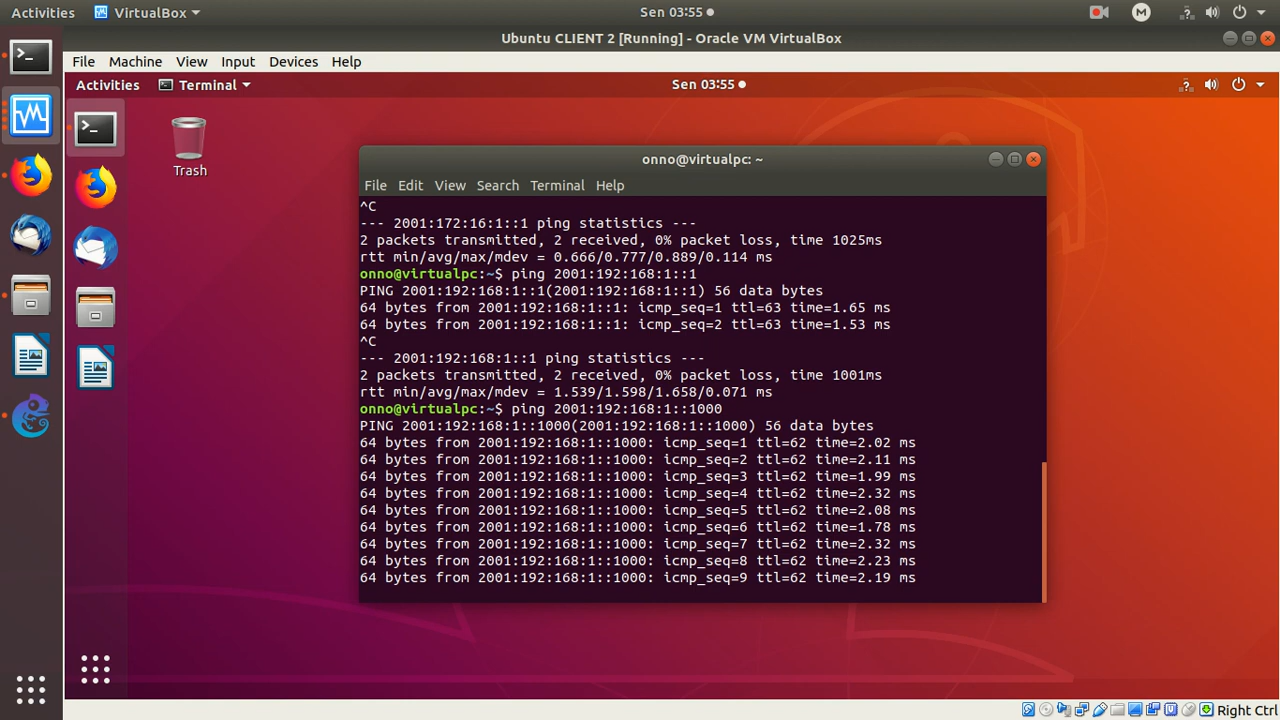 Activities VirtualBox Sen 03:55 M
Ubuntu CLIENT 2 [Running] - Oracle VM VirtualBox
File Machine View Input Devices Help
Activities Terminal Sen 03:55
Trash
onno@virtualpc: ~
File Edit View Search Terminal Help
^C
--- 2001:172:16:1::1 ping statistics ---
2 packets transmitted, 2 received, 0% packet loss, time 1025ms
rtt min/avg/max/mdev = 0.666/0.777/0.889/0.114 ms
onno@virtualpc:~$ ping 2001:192:168:1::1
PING 2001:192:168:1::1(2001:192:168:1::1) 56 data bytes
64 bytes from 2001:192:168:1::1: icmp_seq=1 ttl=63 time=1.65 ms
64 bytes from 2001:192:168:1::1: icmp_seq=2 ttl=63 time=1.53 ms
^C
--- 2001:192:168:1::1 ping statistics ---
2 packets transmitted, 2 received, 0% packet loss, time 1001ms
rtt min/avg/max/mdev = 1.539/1.598/1.658/0.071 ms
onno@virtualpc:~$ ping 2001:192:168:1::1000
PING 2001:192:168:1::1000(2001:192:168:1::1000) 56 data bytes
64 bytes from 2001:192:168:1::1000: icmp_seq=1 ttl=62 time=2.02 ms
64 bytes from 2001:192:168:1::1000: icmp_seq=2 ttl=62 time=2.11 ms
64 bytes from 2001:192:168:1::1000: icmp_seq=3 ttl=62 time=1.99 ms
64 bytes from 2001:192:168:1::1000: icmp_seq=4 ttl=62 time=2.32 ms
64 bytes from 2001:192:168:1::1000: icmp_seq=5 ttl=62 time=2.08 ms
64 bytes from 2001:192:168:1::1000: icmp_seq=6 ttl=62 time=1.78 ms
64 bytes from 2001:192:168:1::1000: icmp_seq=7 ttl=62 time=2.32 ms
64 bytes from 2001:192:168:1::1000: icmp_seq=8 ttl=62 time=2.23 ms
64 bytes from 2001:192:168:1::1000: icmp_seq=9 ttl=62 time=2.19 ms
Right Ctrl